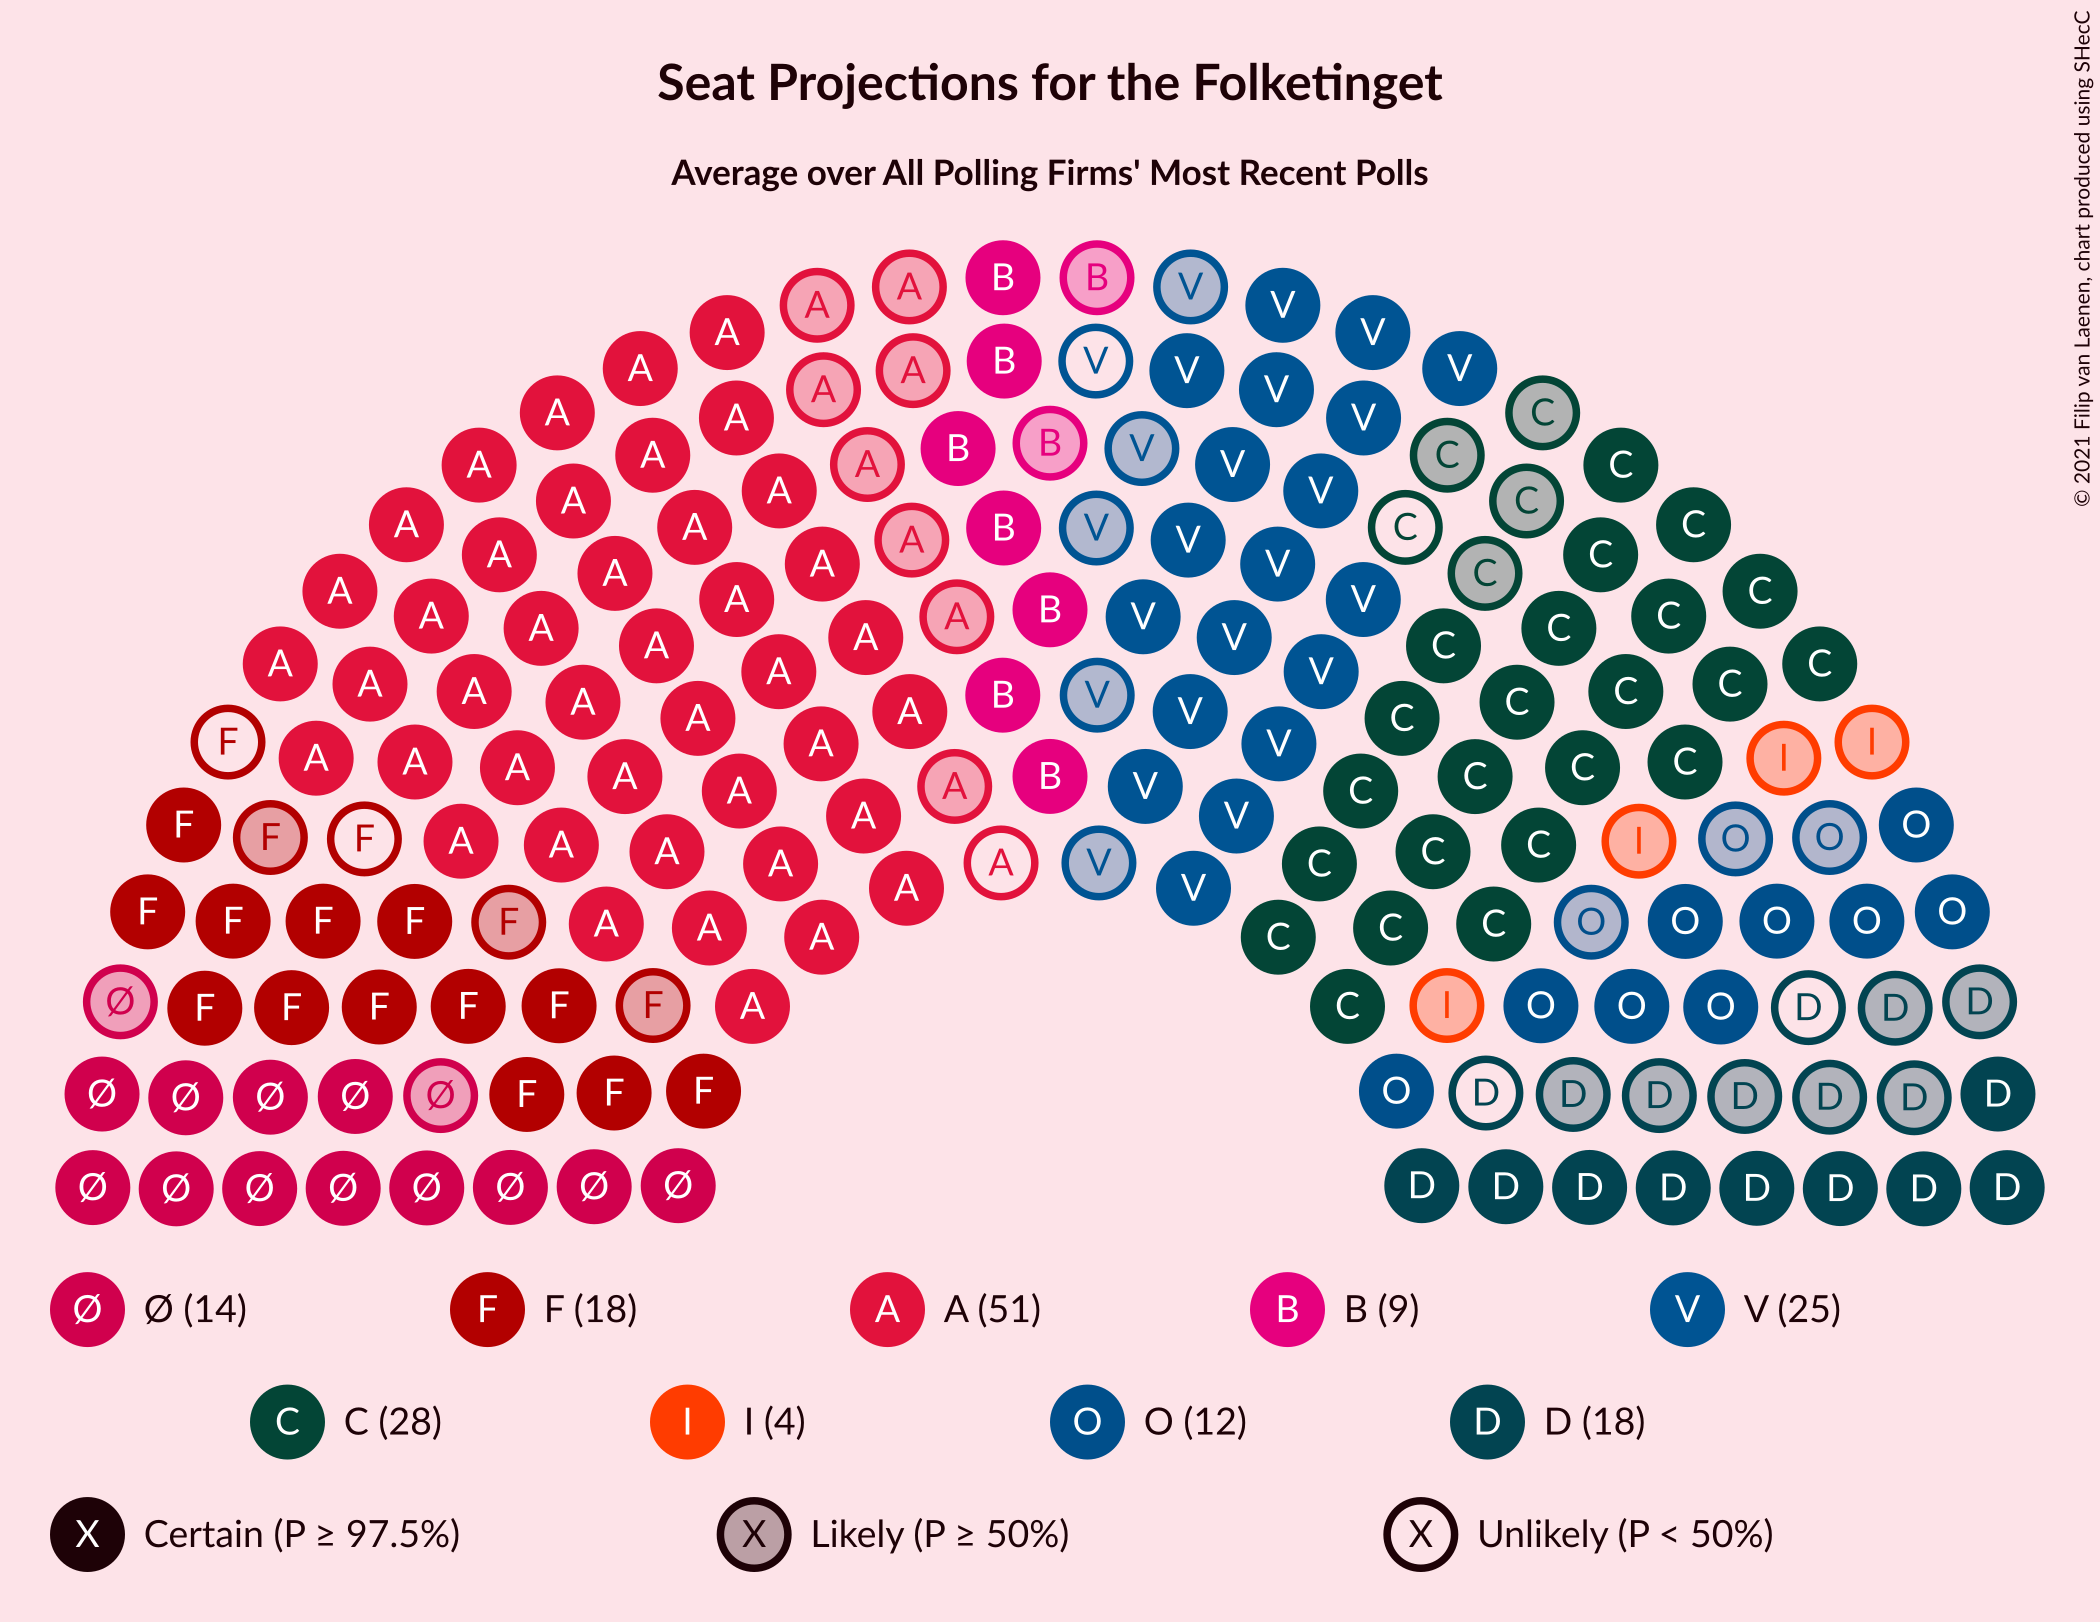 Seat Projections for the Folketinget
Average over All Polling Firms' Most Recent Polls
© 2021 Filip van Laenen, chart produced using SHecC
A A A B B V V V
A A A A A B V V V V V C
A A A A A B B V V V C C C
A A A A A A B V V V C C C C
A A A A A A A B V V V C C C C
A A A A A A A B V V V C C C C C
F A A A A A A A B V V C C C C I I
F F F A A A A A A V V C C C I O O O
F F F F F A A A A V C C C O O O O O
Ø F F F F F F A C I O O O D D D
Ø Ø Ø Ø Ø F F F O D D D D D D D
Ø Ø Ø Ø Ø Ø Ø Ø D D D D D D D D
Ø Ø (14) F F (18) A A (51) B B (9) V V (25)
C C (28) I I (4) O O (12) D D (18)
X Certain (P ≥ 97.5%) X Likely (P ≥ 50%) X Unlikely (P < 50%)